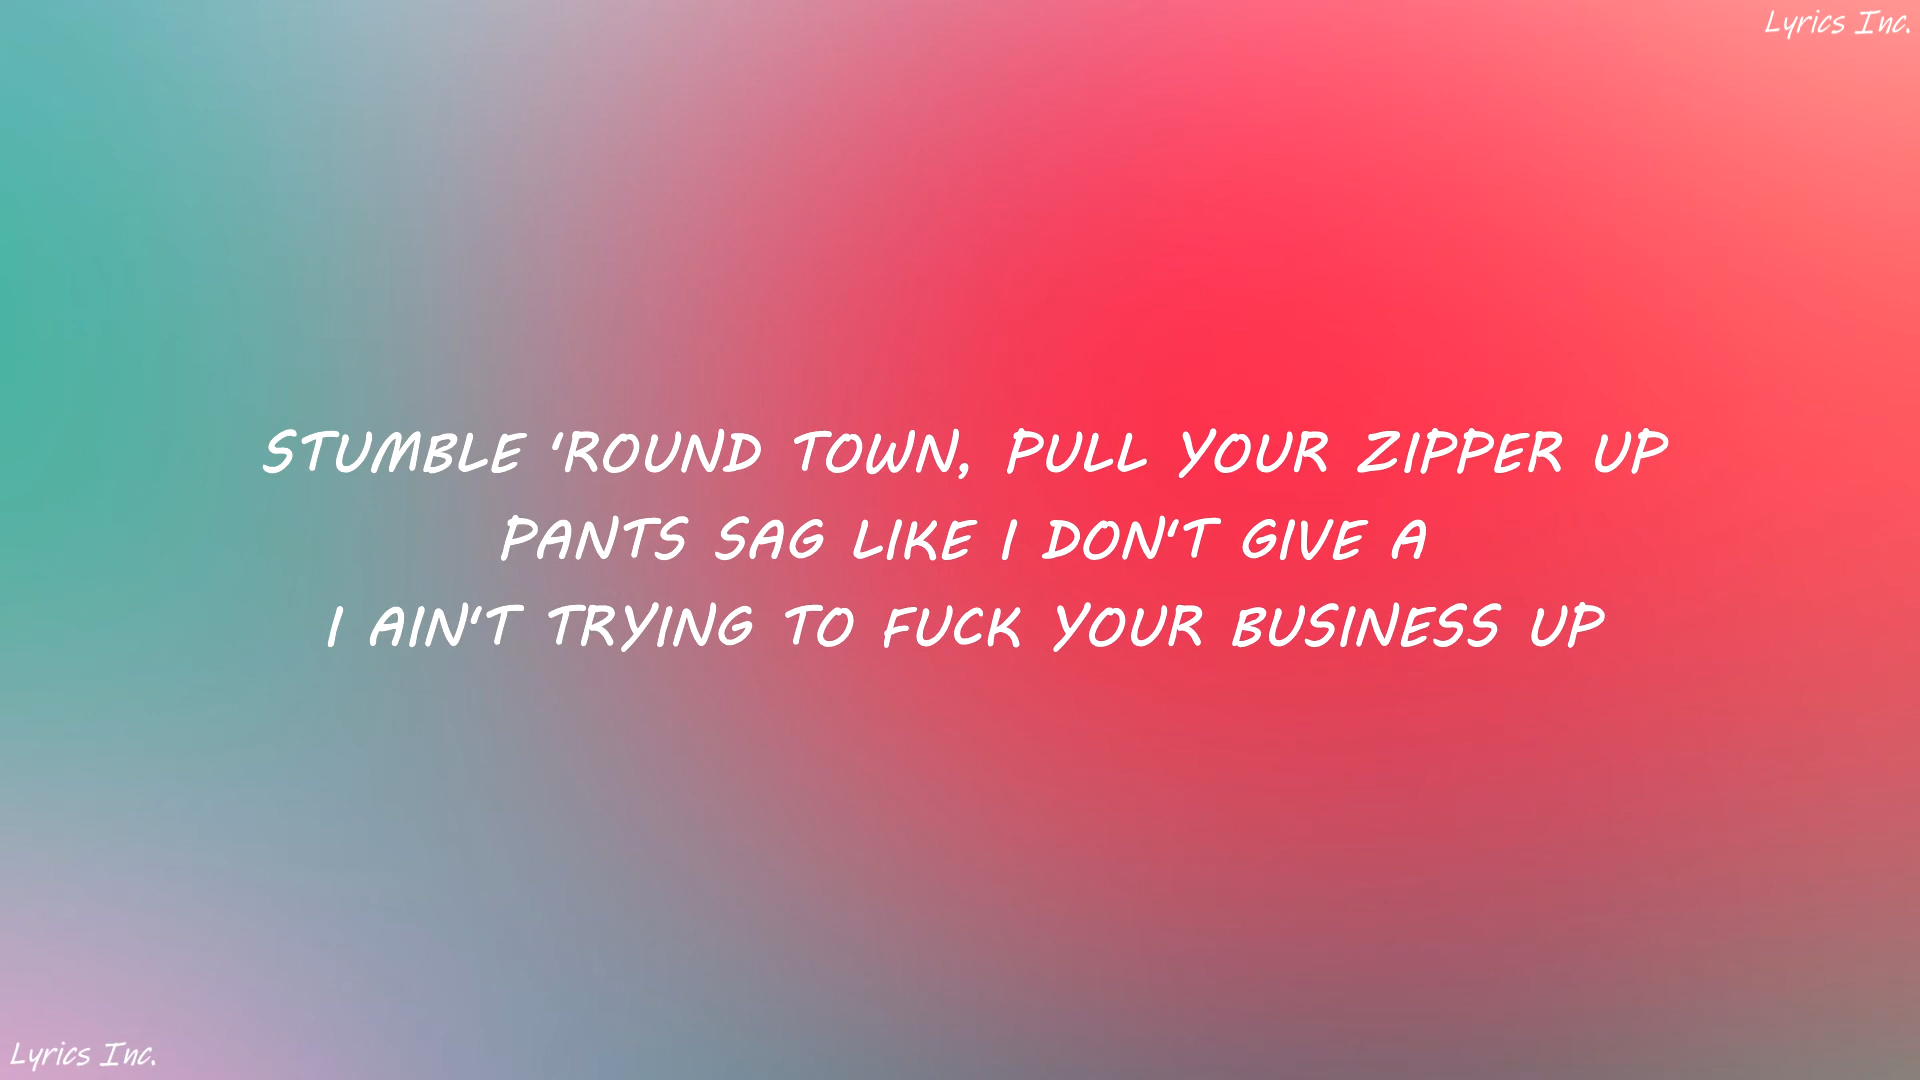 Lyrics Inc.
STUMBLE 'ROUND TOWN, PULL YOUR ZIPPER UP
PANTS SAG LIKE I DON'T GIVE A
I AIN'T TRYING TO FUCK YOUR BUSINESS UP
Lyrics Inc.